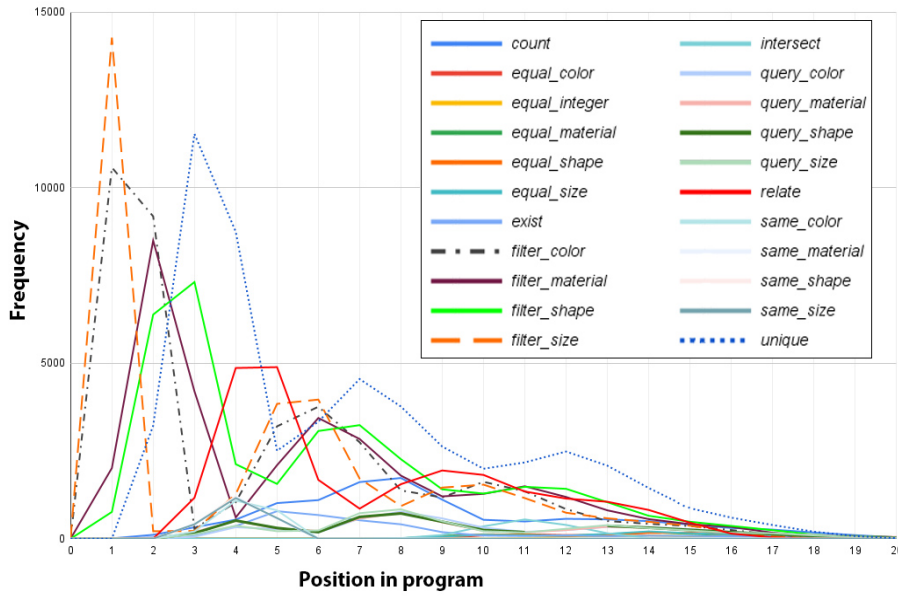 15000
10000
5000
0
Frequency
count
equal_color
equal_integer
equal_material
equal_shape
equal_size
exist
filter_color
filter_material
filter_shape
filter_size
intersect
query_color
query_material
query_shape
query_size
relate
same_color
same_material
same_shape
same_size
unique
0 1 2 3 4 5 6 7 8 9 10 11 12 13 14 15 16 17 18 19 20
Position in program